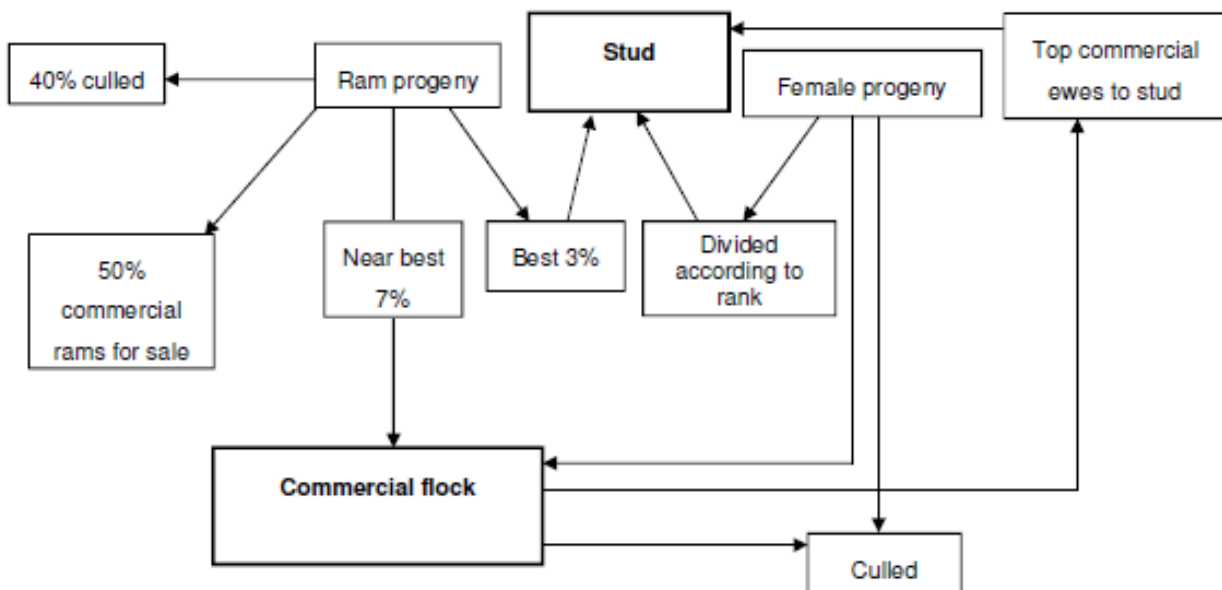 Stud
Top commercial
ewes to stud
40% culled
Ram progeny
Female progeny
50%
commercial
rams for sale
Near best
7%
Best 3%
Divided
according to
rank
Commercial flock
Culled